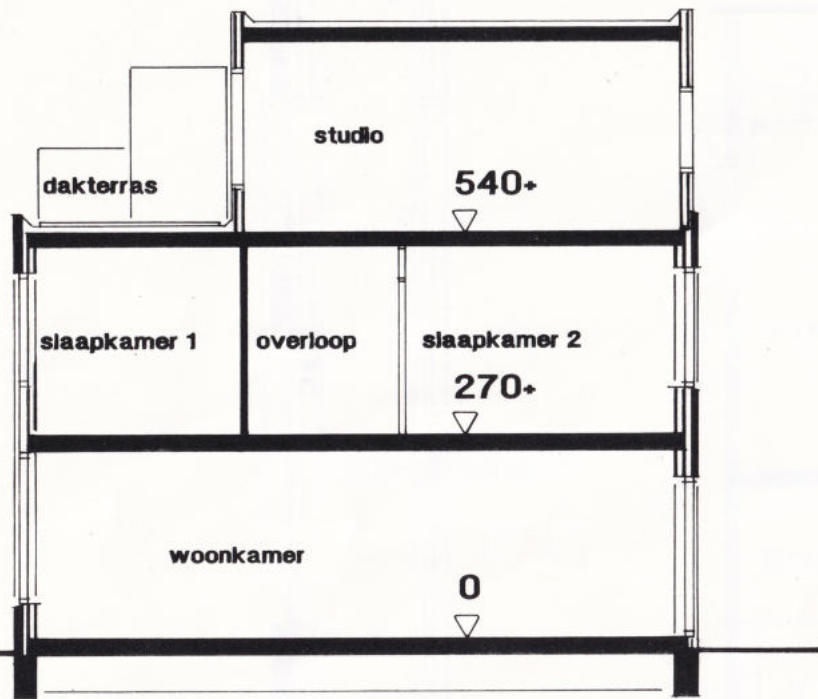 studio
dakterras
540+
slaapkamer 1
overloop
slaapkamer 2
270+
woonkamer
0